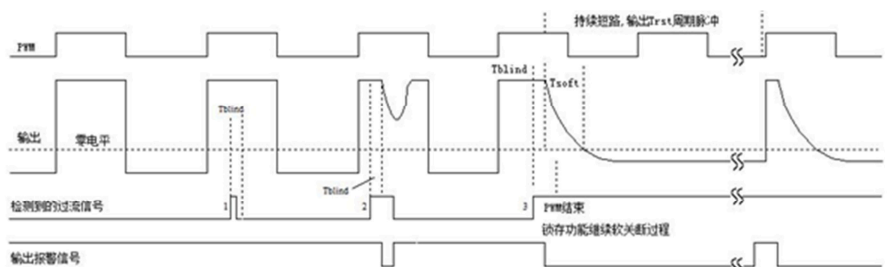 持续短路,输出Trst周期脉冲
PWM
Tblind
Tsoft
Tblind
输出
零电平
Tblind
检测到的过流信号
1
2
3
PWM结束
锁存功能继续软关断过程
输出报警信号